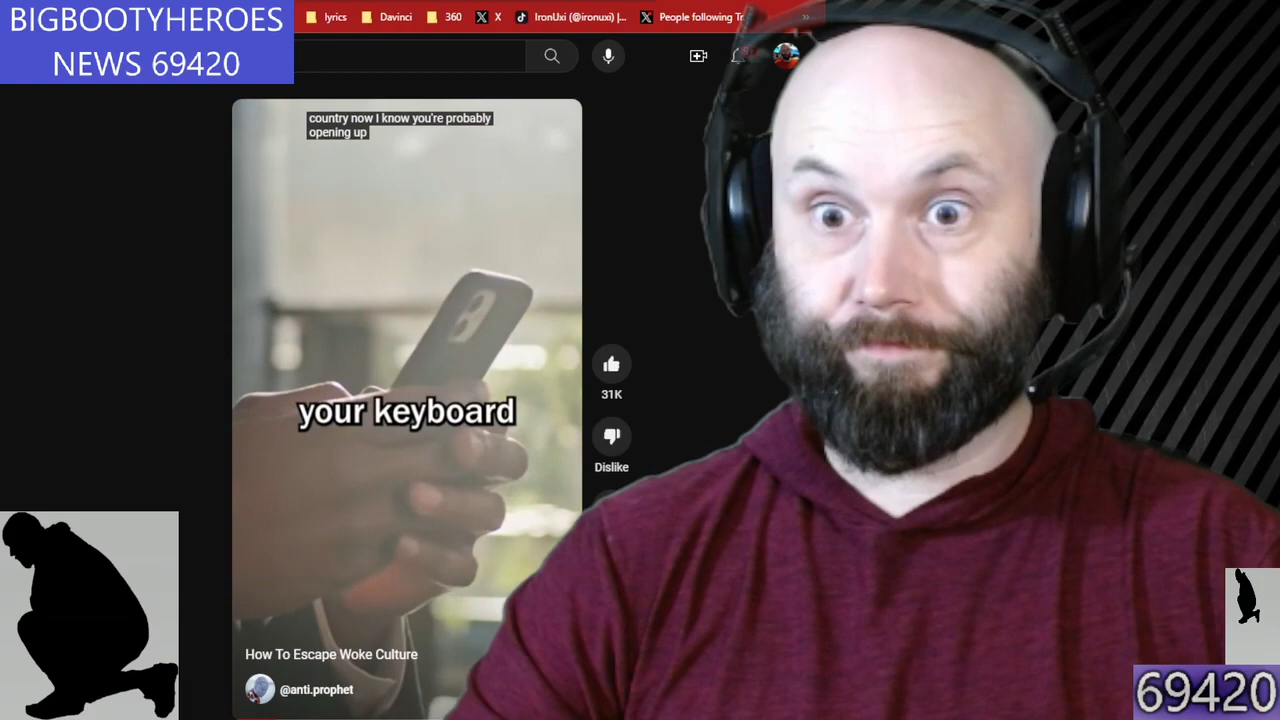 BIGBOOTYHEROES
NEWS 69420
lyrics
Davinci
360
X
IronUxi (@ironuxi) |...
People following Tr
»
country now I know you're probably
opening up
your keyboard
31K
Dislike
How To Escape Woke Culture
@anti.prophet
69420